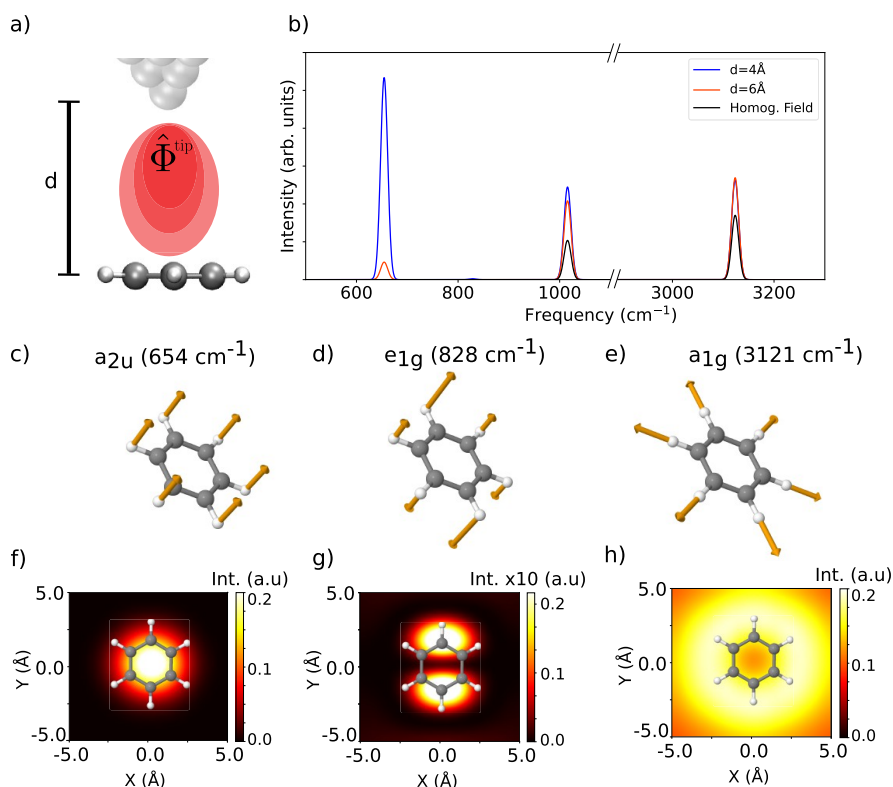 a)
d
Φ̂ᵗⁱᵖ
b)
Intensity (arb. units)
d=4Å
d=6Å
Homog. Field
600 800 1000 3000 3200
Frequency (cm⁻¹)
c) a₂ᵤ (654 cm⁻¹)
d) e₁g (828 cm⁻¹)
e) a₁g (3121 cm⁻¹)
f)
Int. (a.u)
5.0
0.0
-5.0
Y (Å)
-5.0 0.0 5.0
X (Å)
0.2
0.1
0.0
g)
Int. x10 (a.u)
5.0
0.0
-5.0
Y (Å)
-5.0 0.0 5.0
X (Å)
0.2
0.1
0.0
h)
Int. (a.u)
5.0
0.0
-5.0
Y (Å)
-5.0 0.0 5.0
X (Å)
0.2
0.1
0.0